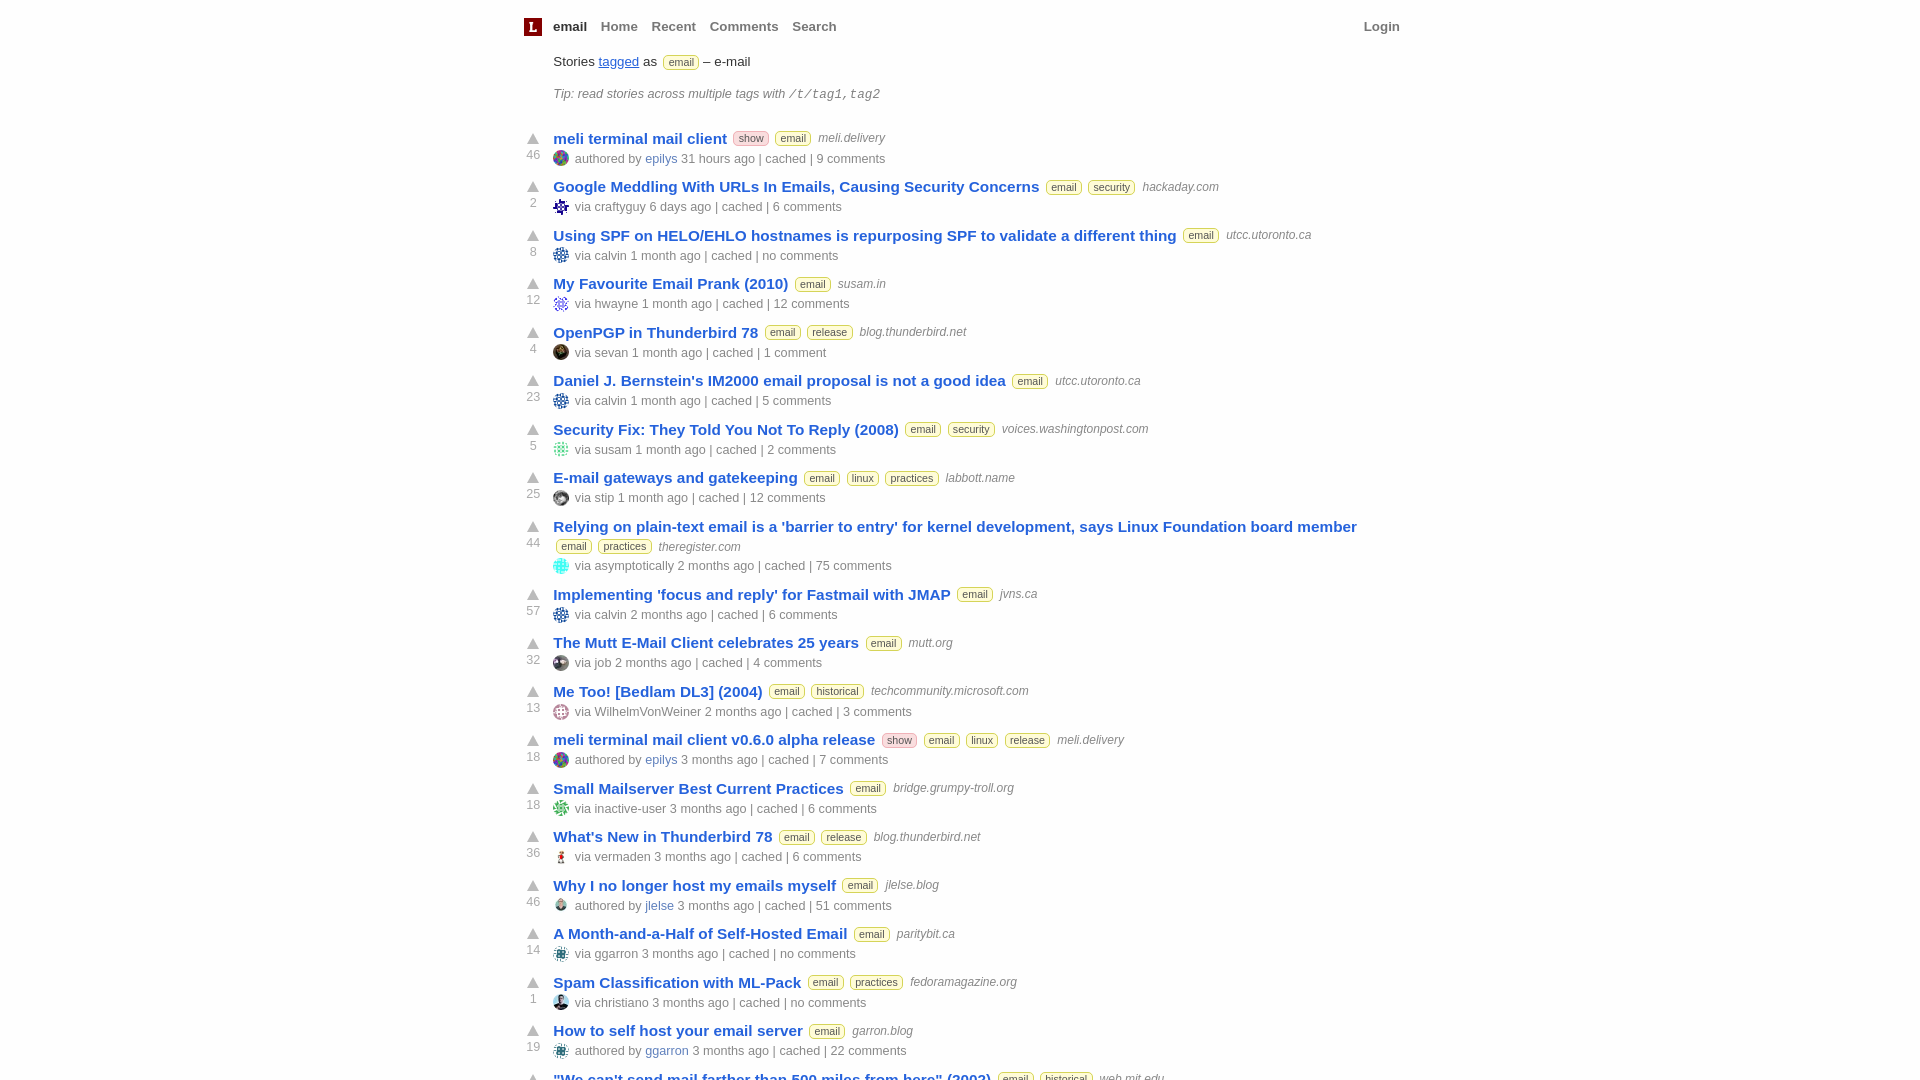 L email Home Recent Comments Search Login
Stories tagged as email – e-mail
Tip: read stories across multiple tags with /t/tag1,tag2
meli terminal mail client show email meli.delivery
46 authored by epilys 31 hours ago | cached | 9 comments
Google Meddling With URLs In Emails, Causing Security Concerns email security hackaday.com
2 via craftyguy 6 days ago | cached | 6 comments
Using SPF on HELO/EHLO hostnames is repurposing SPF to validate a different thing email utcc.utoronto.ca
8 via calvin 1 month ago | cached | no comments
My Favourite Email Prank (2010) email susam.in
12 via hwayne 1 month ago | cached | 12 comments
OpenPGP in Thunderbird 78 email release blog.thunderbird.net
4 via sevan 1 month ago | cached | 1 comment
Daniel J. Bernstein's IM2000 email proposal is not a good idea email utcc.utoronto.ca
23 via calvin 1 month ago | cached | 5 comments
Security Fix: They Told You Not To Reply (2008) email security voices.washingtonpost.com
5 via susam 1 month ago | cached | 2 comments
E-mail gateways and gatekeeping email linux practices labbott.name
25 via stip 1 month ago | cached | 12 comments
Relying on plain-text email is a 'barrier to entry' for kernel development, says Linux Foundation board member
44 email practices theregister.com
via asymptotically 2 months ago | cached | 75 comments
Implementing 'focus and reply' for Fastmail with JMAP email jvns.ca
57 via calvin 2 months ago | cached | 6 comments
The Mutt E-Mail Client celebrates 25 years email mutt.org
32 via job 2 months ago | cached | 4 comments
Me Too! [Bedlam DL3] (2004) email historical techcommunity.microsoft.com
13 via WilhelmVonWeiner 2 months ago | cached | 3 comments
meli terminal mail client v0.6.0 alpha release show email linux release meli.delivery
18 authored by epilys 3 months ago | cached | 7 comments
Small Mailserver Best Current Practices email bridge.grumpy-troll.org
18 via inactive-user 3 months ago | cached | 6 comments
What's New in Thunderbird 78 email release blog.thunderbird.net
36 via vermaden 3 months ago | cached | 6 comments
Why I no longer host my emails myself email jlelse.blog
46 authored by jlelse 3 months ago | cached | 51 comments
A Month-and-a-Half of Self-Hosted Email email paritybit.ca
14 via ggarron 3 months ago | cached | no comments
Spam Classification with ML-Pack email practices fedoramagazine.org
1 via christiano 3 months ago | cached | no comments
How to self host your email server email garron.blog
19 authored by ggarron 3 months ago | cached | 22 comments
"We can't send mail farther than 500 miles from here" (2002) email historical web.mit.edu